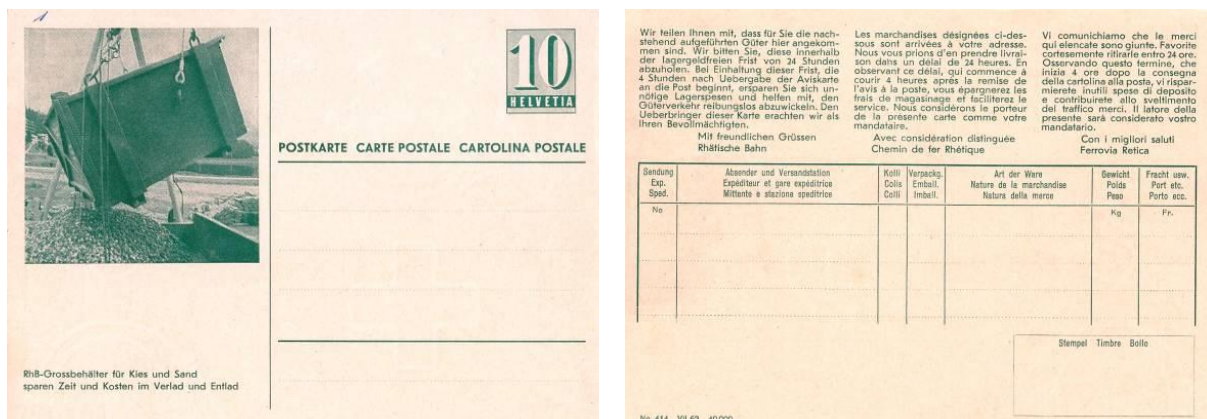 10
HELVETIA
POSTKARTE CARTE POSTALE CARTOLINA POSTALE
RhB-Grossbehälter für Kies und Sand
sparen Zeit und Kosten im Verlad und Entlad
Wir teilen Ihnen mit, dass für Sie die nach-
stehend aufgeführten Güter hier angekom-
men sind. Wir bitten Sie, diese innerhalb
der lagergeldfreien Frist von 24 Stunden
abzuholen. Bei Einhaltung dieser Frist, die
4 Stunden nach Uebergabe der Aviskarte
an die Post beginnt, ersparen Sie sich un-
nötige Lagerspesen und helfen mit, den
Güterverkehr reibungslos abzuwickeln. Den
Ueberbringer dieser Karte erachten wir als
Ihren Bevollmächtigten.
Mit freundlichen Grüssen
Rhätische Bahn
Les marchandises désignées ci-des-
sous sont arrivées à votre adresse.
Nous vous prions d'en prendre livrai-
son dans un délai de 24 heures. En
observant ce délai, qui commence à
courir 4 heures après la remise de
l'avis à la poste, vous épargnerez les
frais de magasinage et faciliterez le
service. Nous considérons le porteur
de la présente carte comme votre
mandataire.
Avec considération distinguée
Chemin de fer Rhétique
Vi comunichiamo che le merci
qui elencate sono giunte. Favorite
cortesemente ritirarle entro 24 ore.
Osservando questo termine, che
inizia 4 ore dopo la consegna
della cartolina alla posta, vi rispar-
mierete inutili spese di deposito
e contribuirete allo sveltimento
del traffico merci. Il latore della
presente sarà considerato vostro
mandatario.
Con i migliori saluti
Ferrovia Retica
Sendung
Exp.
Sped.
Absender und Versandstation
Expéditeur et gare expéditrice
Mittente e stazione speditrice
Kolli
Colis
Colli
Verpackg.
Emball.
Imball.
Art der Ware
Nature de la marchandise
Natura della merce
Gewicht
Poids
Peso
Fracht usw.
Port etc.
Porto ecc.
No
Kg
Fr.
Stempel Timbre Bollo